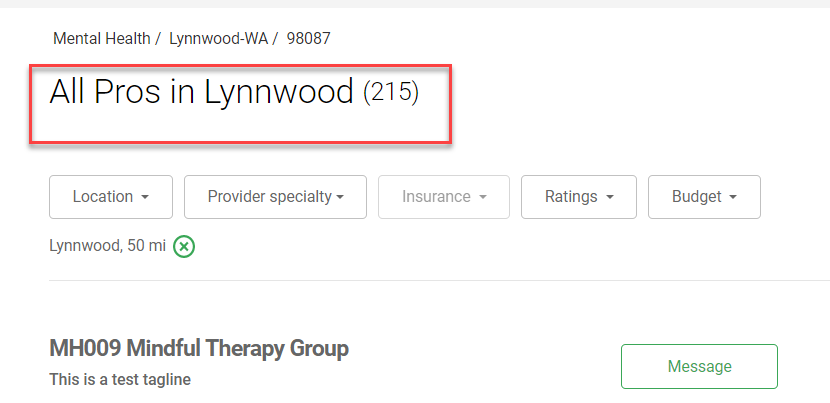 Mental Health / Lynnwood-WA / 98087
All Pros in Lynnwood (215)
Location Provider specialty Insurance Ratings Budget
Lynnwood, 50 mi
MH009 Mindful Therapy Group
Message
This is a test tagline